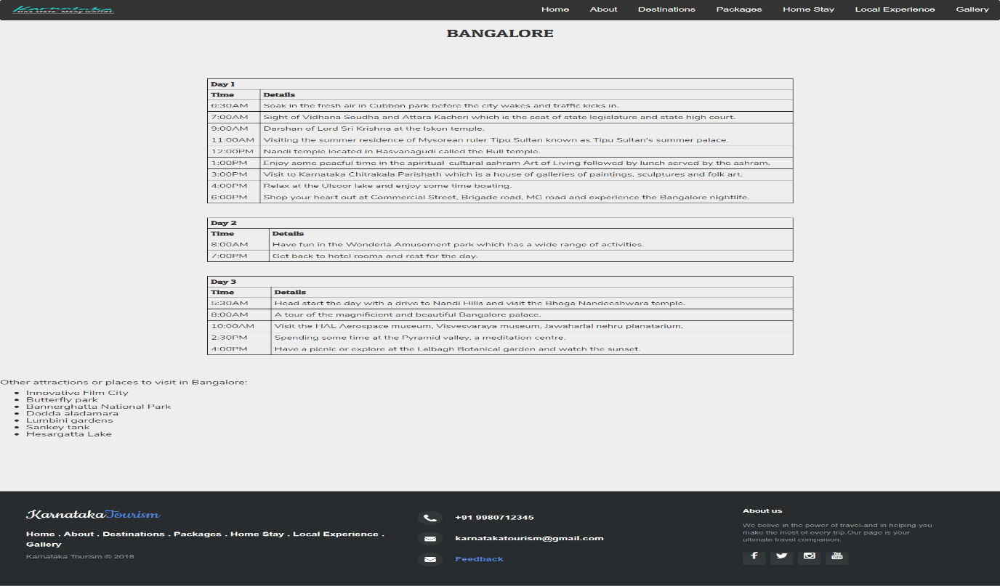 Karnataka
One state. Many worlds.
Home About Destinations Packages Home Stay Local Experience Gallery
BANGALORE
Day 1
Time Details
6:30AM Soak in the fresh air in Cubbon park before the city wakes and traffic kicks in.
7:00AM Sight of Vidhana Soudha and Attara Kacheri which is the seat of state legislature and state high court.
9:00AM Darshan of Lord Sri Krishna at the Iskon temple.
11:00AM Visiting the summer residence of Mysorean ruler Tipu Sultan known as Tipu Sultan's summer palace.
12:00PM Nandi temple located in Basvanagudi called the Bull temple.
1:00PM Enjoy some peacful time in the spiritual-cultural ashram Art of Living followed by lunch served by the ashram.
3:00PM Visit to Karnataka Chitrakala Parishath which is a house of galleries of paintings, sculptures and folk art.
4:00PM Relax at the Ulsoor lake and enjoy some time boating.
6:00PM Shop your heart out at Commercial Street, Brigade road, MG road and experience the Bangalore nightlife.
Day 2
Time Details
8:00AM Have fun in the Wonderla Amusement park which has a wide range of activities.
7:00PM Get back to hotel rooms and rest for the day.
Day 3
Time Details
5:30AM Head start the day with a drive to Nandi Hills and visit the Bhoga Nandeeshwara temple.
8:00AM A tour of the magnificient and beautiful Bangalore palace.
10:00AM Visit the HAL Aerospace museum, Visvesvaraya museum, Jawaharlal nehru planatarium.
2:30PM Spending some time at the Pyramid valley, a meditation centre.
4:00PM Have a picnic or explore at the Lalbagh Botanical garden and watch the sunset.
Other attractions or places to visit in Bangalore:
• Innovative Film City
• Butterfly park
• Bannerghatta National Park
• Dodda aladamara
• Lumbini gardens
• Sankey tank
• Hesargatta Lake
KarnatakaTourism
Home . About . Destinations . Packages . Home Stay . Local Experience .
Gallery
Karnataka Tourism © 2018
+91 9980712345
karnatakatourism@gmail.com
Feedback
About us
We belive in the power of travel-and in helping you
make the most of every trip.Our page is your
ultimate travel companion.
You Tube